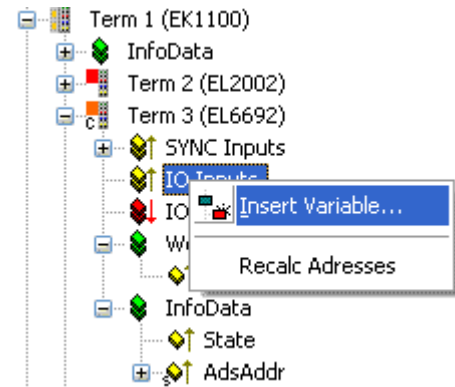 Term 1 (EK1100)
InfoData
Term 2 (EL2002)
Term 3 (EL6692)
SYNC Inputs
IO Inputs
Insert Variable...
IO
Recalc Adresses
InfoData
State
AdsAddr